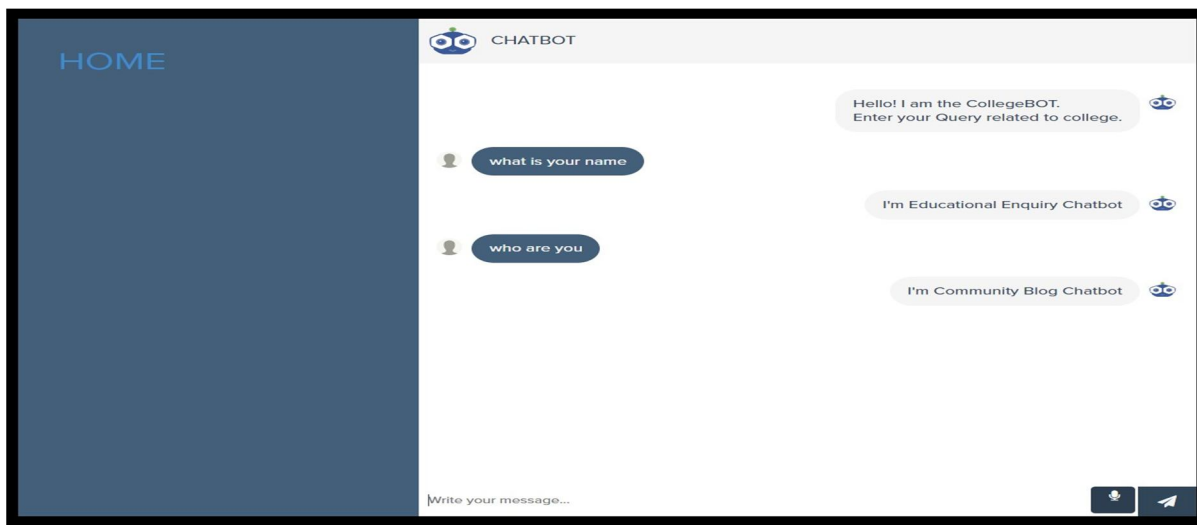 HOME
CHATBOT
Hello! I am the CollegeBOT.
Enter your Query related to college.
what is your name
I'm Educational Enquiry Chatbot
who are you
I'm Community Blog Chatbot
Write your message...